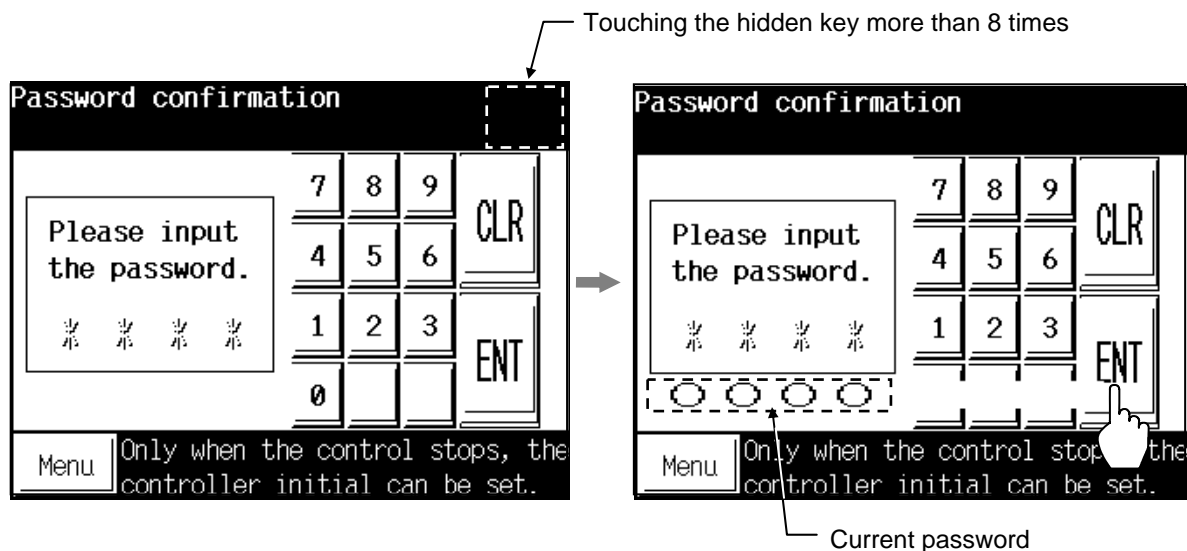 Touching the hidden key more than 8 times
Password confirmation
7 8 9 CLR
Please input
the password.
4 5 6
* * * *
1 2 3 ENT
0
Menu
Only when the control stops, the
controller initial can be set.
Password confirmation
7 8 9 CLR
Please input
the password.
4 5 6
* * * *
1 2 3 ENT
○ ○ ○ ○
Menu
Only when the control stop the
controller initial can be set.
Current password